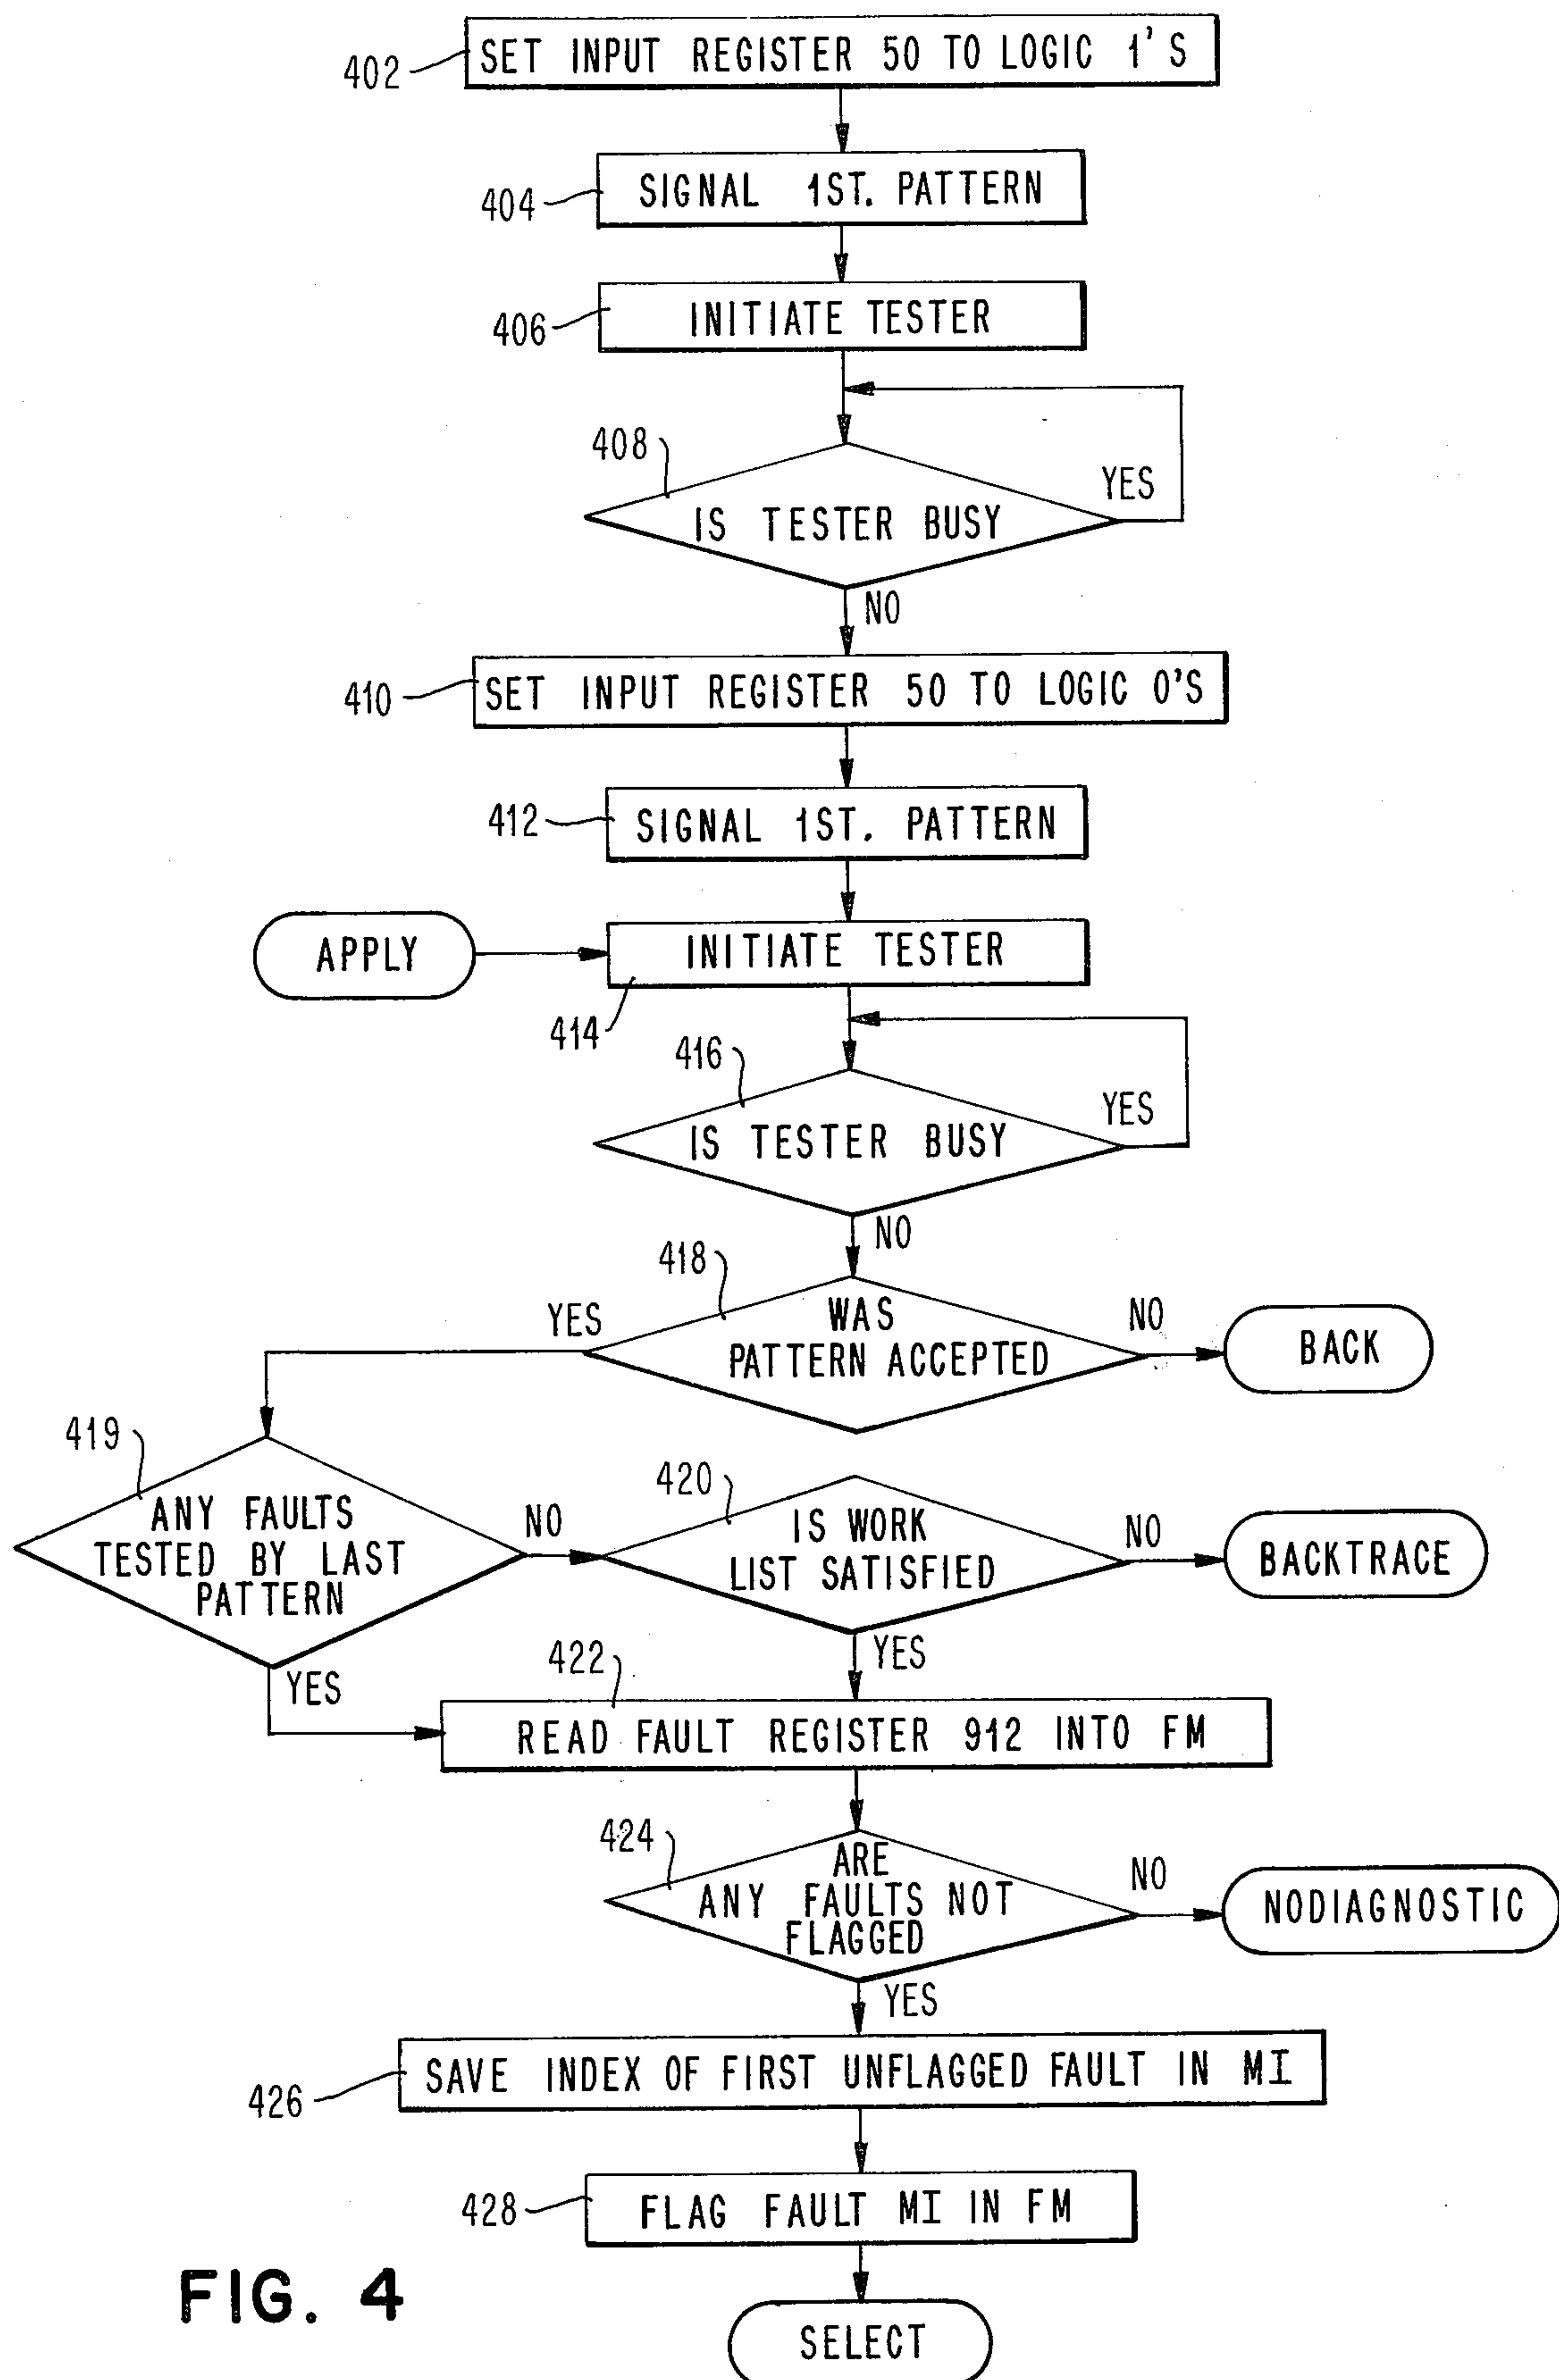 402 SET INPUT REGISTER 50 TO LOGIC 1'S
404 SIGNAL 1ST. PATTERN
406 INITIATE TESTER
408
YES
IS TESTER BUSY
NO
410 SET INPUT REGISTER 50 TO LOGIC 0'S
412 SIGNAL 1ST. PATTERN
APPLY
INITIATE TESTER
414
416
YES
IS TESTER BUSY
NO
418
YES
WAS
PATTERN ACCEPTED
NO
BACK
419
ANY FAULTS
TESTED BY LAST
PATTERN
NO
420
IS WORK
LIST SATISFIED
NO
BACKTRACE
YES
YES
422
READ FAULT REGISTER 912 INTO FM
424
ARE
ANY FAULTS NOT
FLAGGED
NO
NODIAGNOSTIC
YES
426 SAVE INDEX OF FIRST UNFLAGGED FAULT IN MI
428 FLAG FAULT MI IN FM
SELECT
FIG. 4